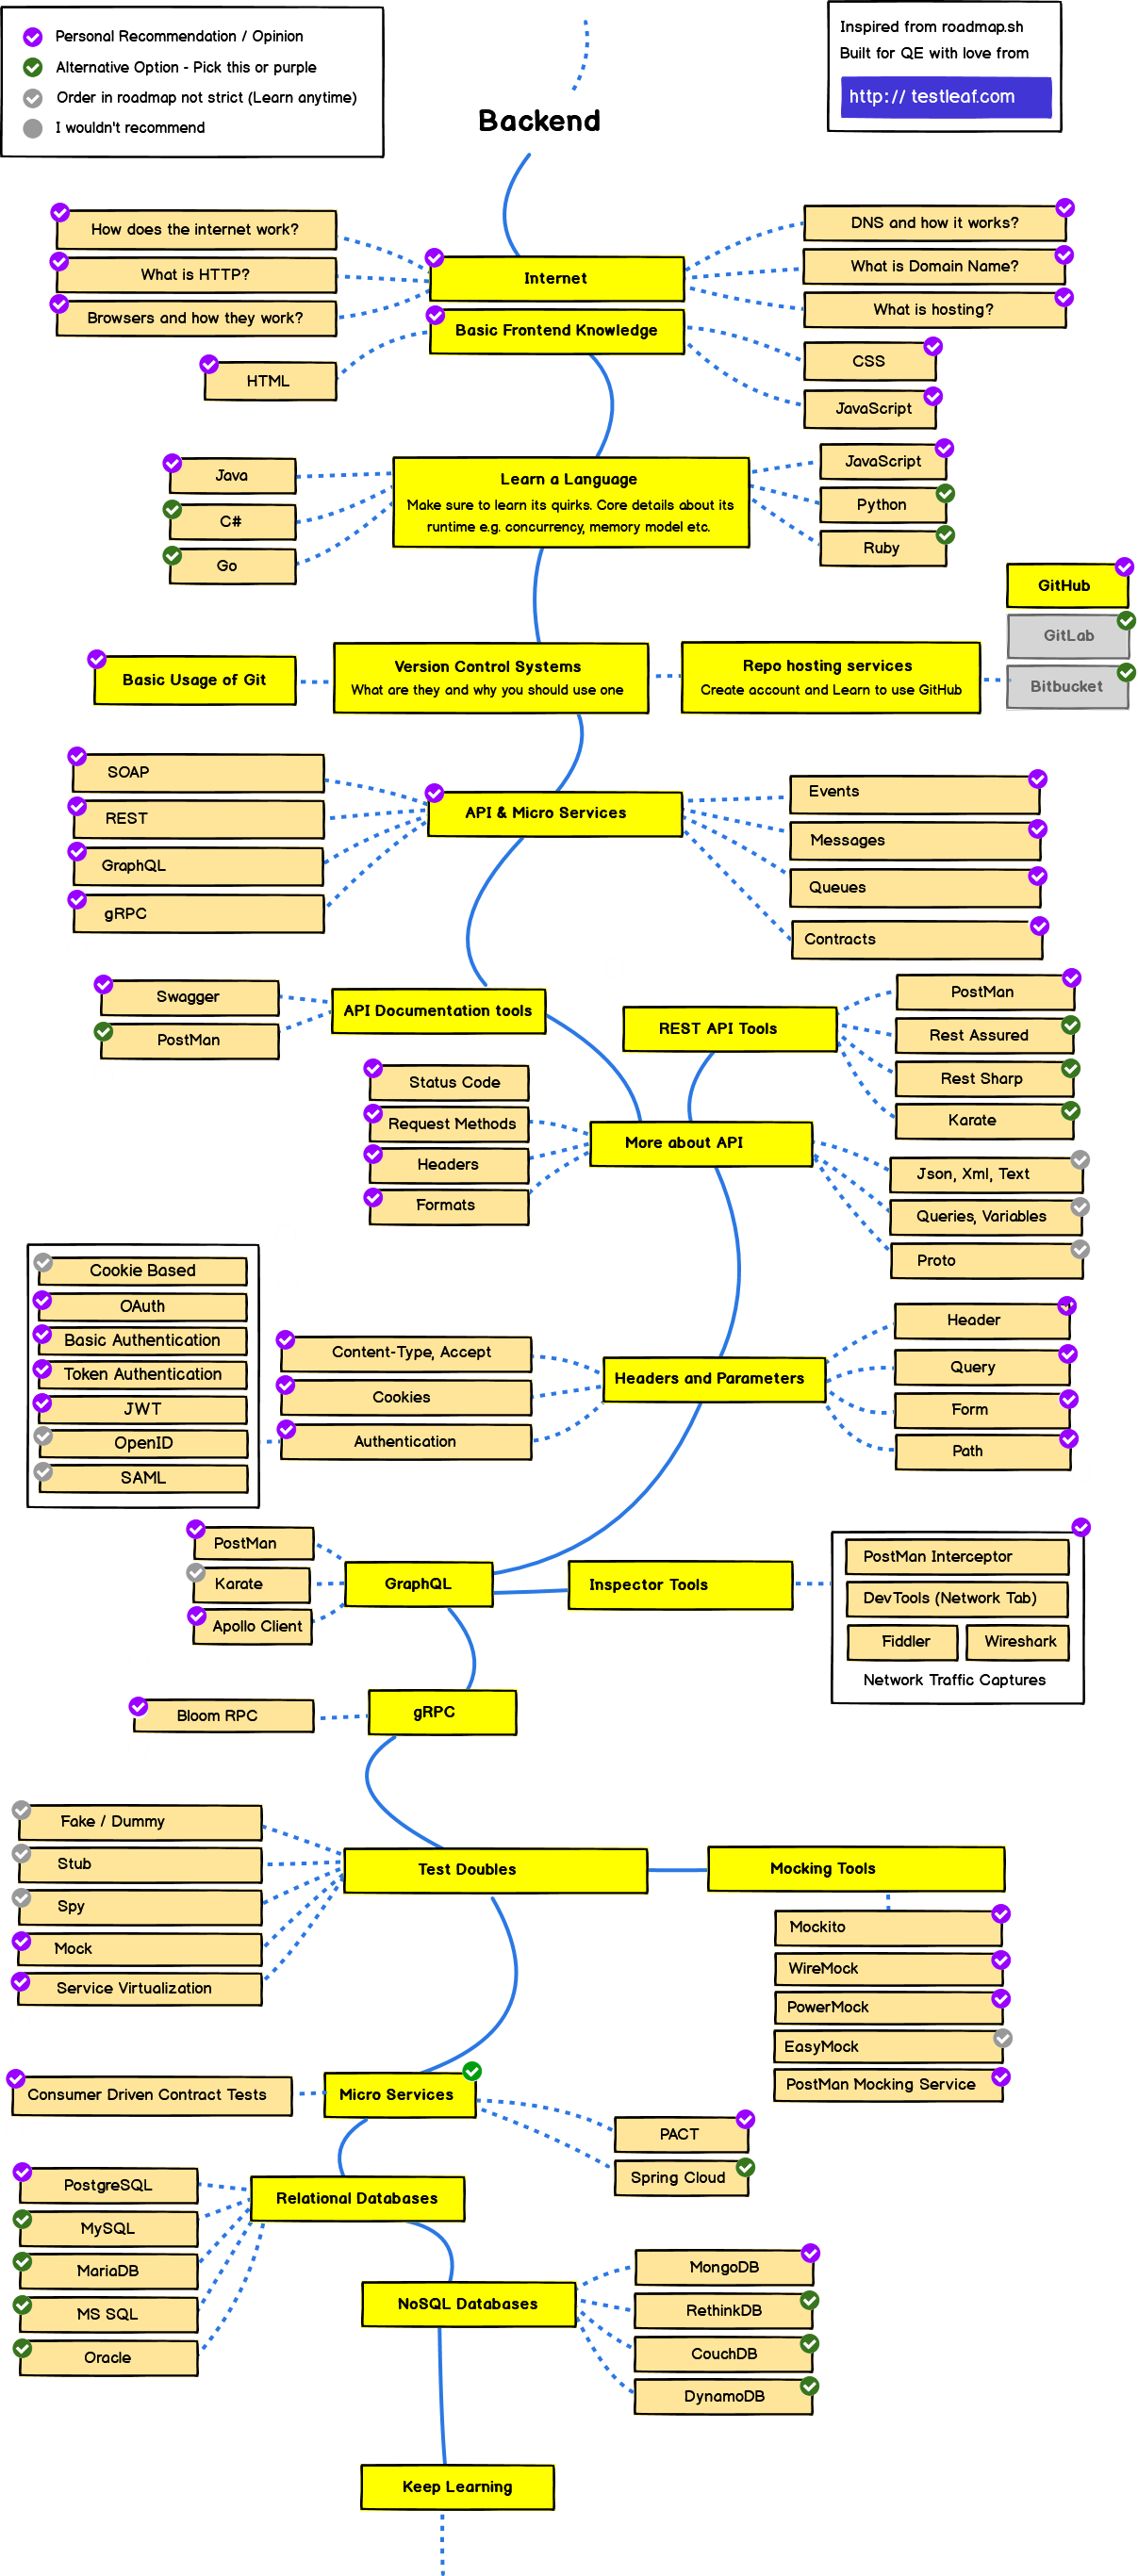 Personal Recommendation / Opinion
Alternative Option - Pick this or purple
Order in roadmap not strict (Learn anytime)
I wouldn't recommend
Inspired from roadmap.sh
Built for QE with love from
http:// testleaf.com
Backend
How does the internet work?
What is HTTP?
Browsers and how they work?
Internet
DNS and how it works?
What is Domain Name?
What is hosting?
HTML
Basic Frontend Knowledge
CSS
JavaScript
Java
C#
Go
Learn a Language
Make sure to learn its quirks. Core details about its
runtime e.g. concurrency, memory model etc.
JavaScript
Python
Ruby
Basic Usage of Git
Version Control Systems
What are they and why you should use one
Repo hosting services
Create account and Learn to use GitHub
GitHub
GitLab
Bitbucket
SOAP
REST
GraphQL
gRPC
API & Micro Services
Events
Messages
Queues
Contracts
Swagger
PostMan
API Documentation tools
REST API Tools
PostMan
Rest Assured
Rest Sharp
Karate
Status Code
Request Methods
Headers
Formats
More about API
Json, Xml, Text
Queries, Variables
Proto
Cookie Based
OAuth
Basic Authentication
Token Authentication
JWT
OpenID
SAML
Content-Type, Accept
Cookies
Authentication
Headers and Parameters
Header
Query
Form
Path
PostMan
Karate
Apollo Client
GraphQL
Inspector Tools
PostMan Interceptor
DevTools (Network Tab)
Fiddler
Wireshark
Network Traffic Captures
Bloom RPC
gRPC
Fake / Dummy
Stub
Spy
Mock
Service Virtualization
Test Doubles
Mocking Tools
Mockito
WireMock
PowerMock
EasyMock
PostMan Mocking Service
Consumer Driven Contract Tests
Micro Services
PACT
Spring Cloud
PostgreSQL
MySQL
MariaDB
MS SQL
Oracle
Relational Databases
NoSQL Databases
MongoDB
RethinkDB
CouchDB
DynamoDB
Keep Learning